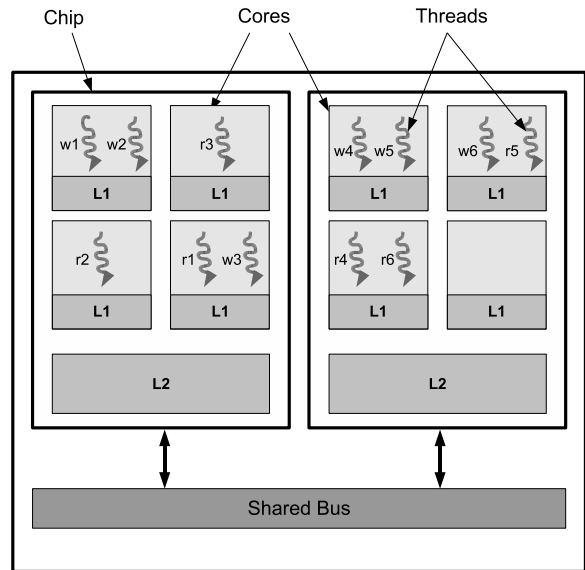 Chip
Cores
Threads
w1 w2
r3
w4 w5
w6 r5
L1
L1
L1
L1
r2
r1 w3
r4 r6
L1
L1
L1
L1
L2
L2
Shared Bus